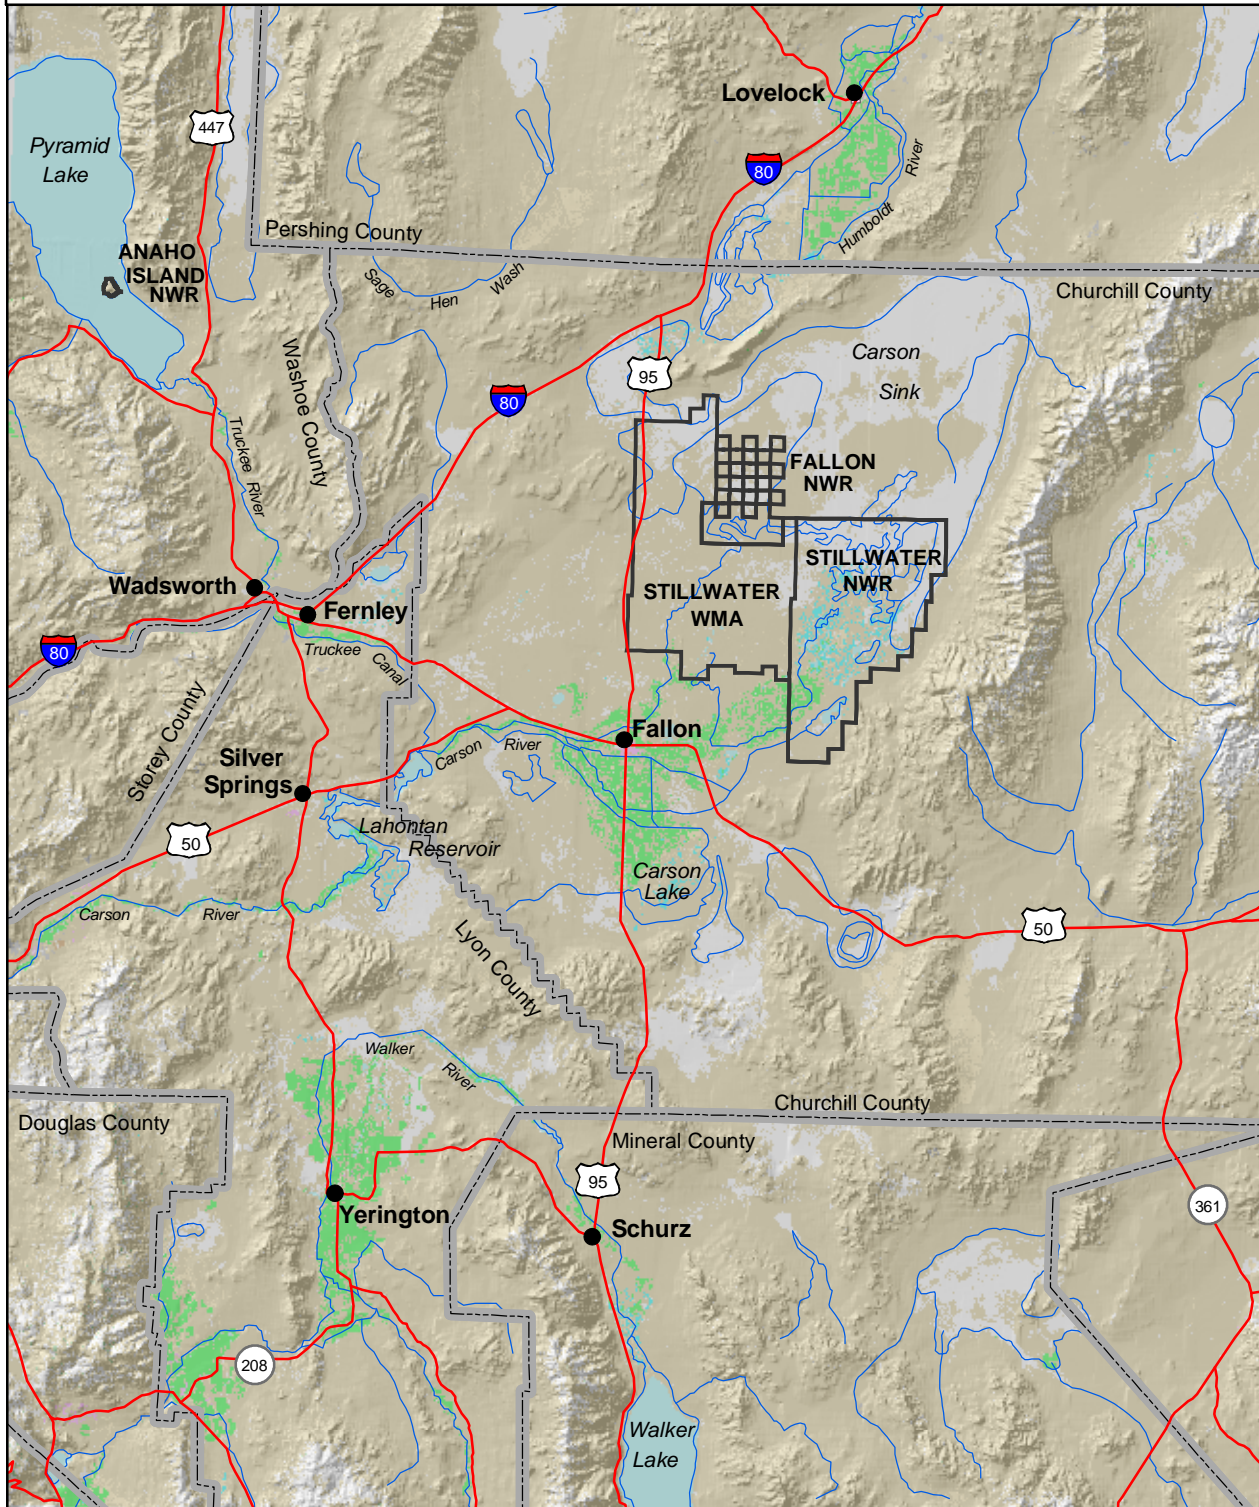 Lovelock
447
Pyramid
Lake
80
River
Humboldt
Pershing County
ANAHO
ISLAND
NWR
Sage
Hen
Wash
Churchill County
Washoe County
Carson
Sink
95
80
Truckee
River
FALLON
NWR
STILLWATER
NWR
Wadsworth
STILLWATER
WMA
Fernley
80
Truckee
Canal
Storey County
Fallon
Carson
River
Silver
Springs
50
Lahontan
Reservoir
Carson
Lake
Carson
River
50
Lyon County
Walker
River
Churchill County
Douglas County
Mineral County
95
361
Yerington
Schurz
208
Walker
Lake